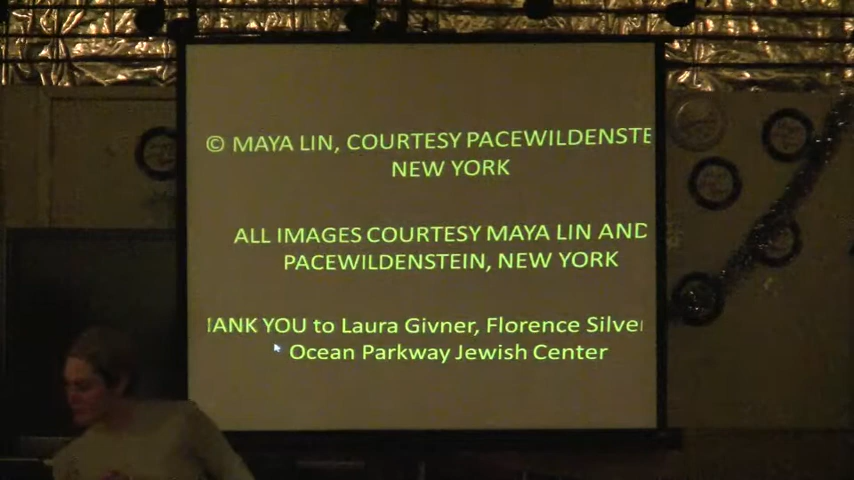 © MAYA LIN, COURTESY PACEWILDENSTE
NEW YORK
ALL IMAGES COURTESY MAYA LIN AND
PACEWILDENSTEIN, NEW YORK
HANK YOU to Laura Givner, Florence Silver
Ocean Parkway Jewish Center